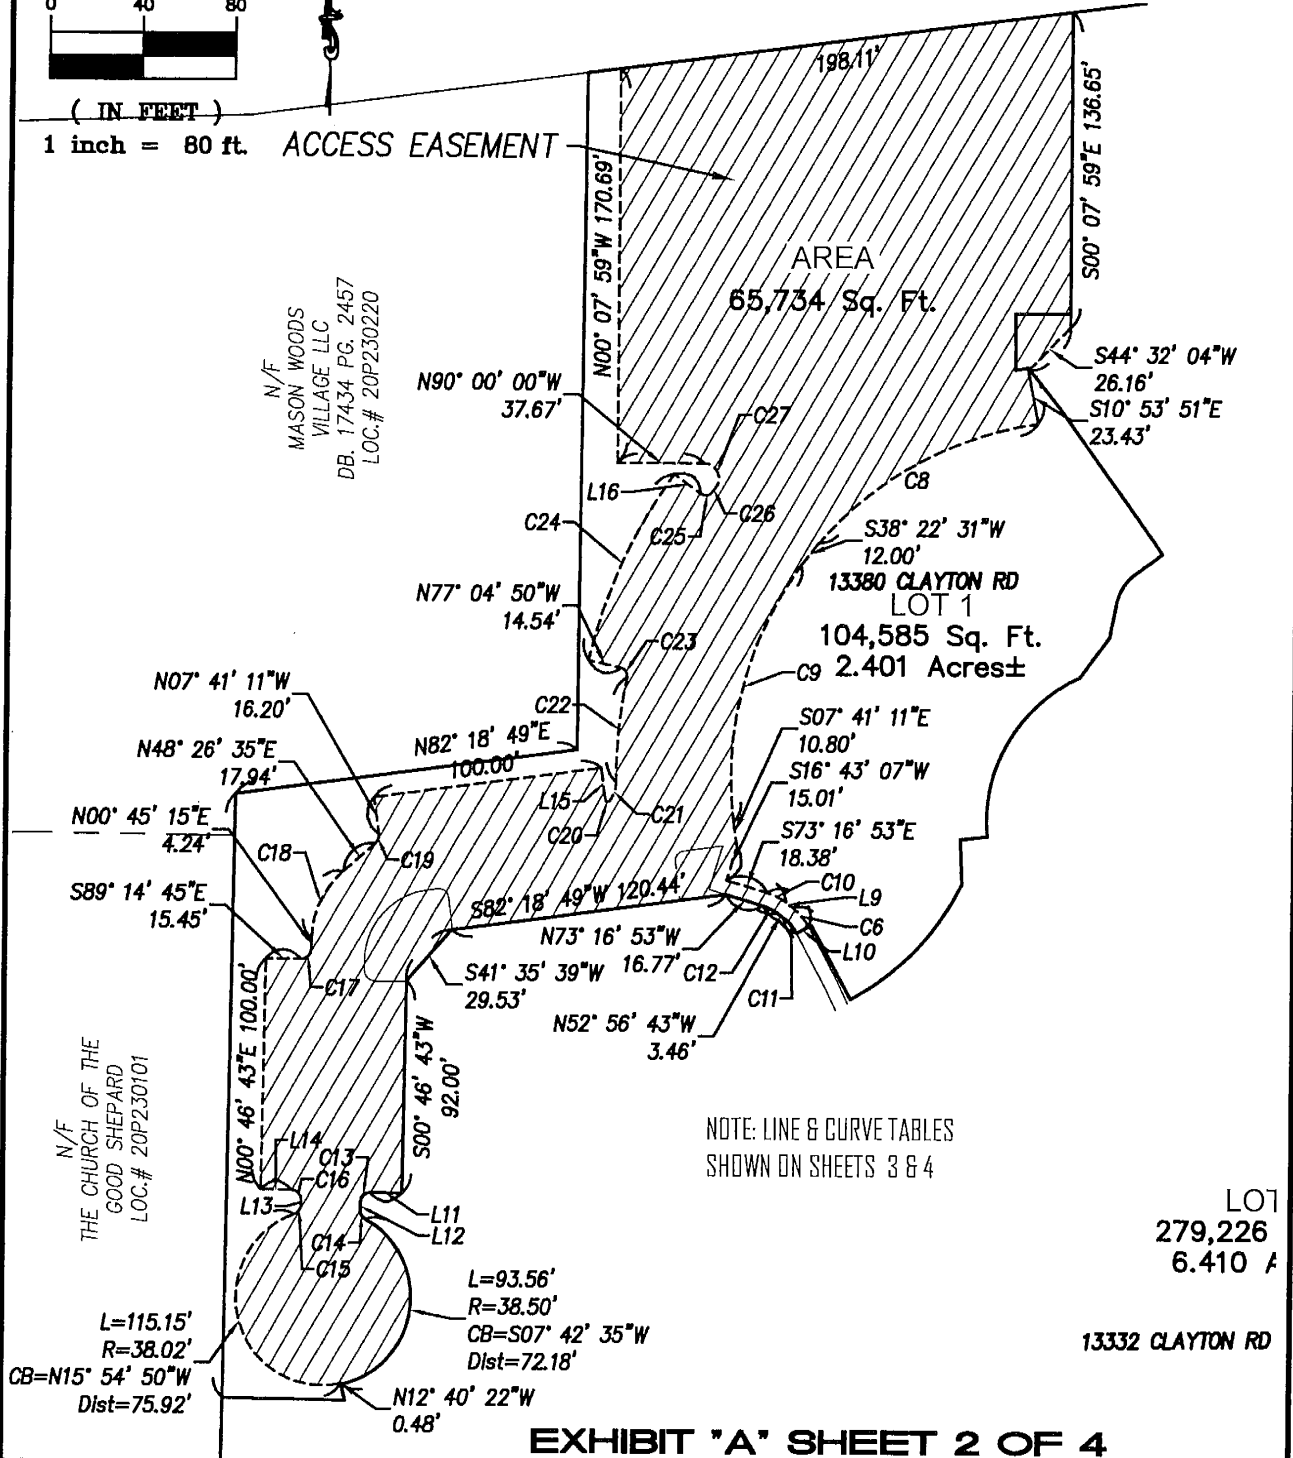 0 40 80
( IN FEET )
1 inch = 80 ft.
ACCESS EASEMENT
198.11'
S00° 07' 59"E 136.65'
N00° 07' 59"W 170.69'
AREA
65,734 Sq. Ft.
N/F
MASON WOODS
VILLAGE LLC
DB. 17434 PG. 2457
LOC.# 20P230220
N90° 00' 00"W
37.67'
C27
S44° 32' 04"W
26.16'
S10° 53' 51"E
23.43'
L16
C26
C25
C24
C8
S38° 22' 31"W
12.00'
13380 CLAYTON RD
LOT 1
104,585 Sq. Ft.
2.401 Acres±
N77° 04' 50"W
14.54'
C23
C9
C22
N07° 41' 11"W
16.20'
S07° 41' 11"E
10.80'
N48° 26' 35"E
17.94'
N82° 18' 49"E
100.00'
S16° 43' 07"W
15.01'
L15
C21
C20
N00° 45' 15"E
4.24'
C18
C19
S73° 16' 53"E
18.38'
C10
L9
C6
L10
S89° 14' 45"E
15.45'
S82° 18' 49"W 120.44'
N73° 16' 53"W
16.77'
C12
C11
C17
S41° 35' 39"W
29.53'
N52° 56' 43"W
3.46'
N00° 46' 43"E 100.00'
S00° 46' 43"W
92.00'
N/F
THE CHURCH OF THE
GOOD SHEPARD
LOC.# 20P230101
NOTE: LINE & CURVE TABLES
SHOWN ON SHEETS 3 & 4
L14
C13
C16
L13
L11
L12
C14
C15
LOT
279,226
6.410 A
L=93.56'
R=38.50'
CB=S07° 42' 35"W
Dist=72.18'
L=115.15'
R=38.02'
CB=N15° 54' 50"W
Dist=75.92'
13332 CLAYTON RD
N12° 40' 22"W
0.48'
EXHIBIT "A" SHEET 2 OF 4